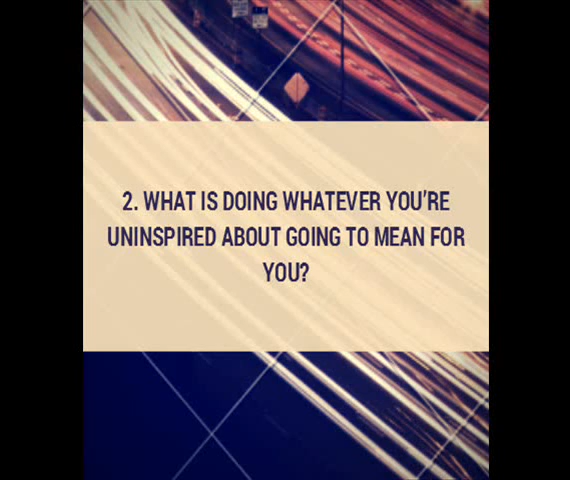 2. WHAT IS DOING WHATEVER YOU'RE
UNINSPIRED ABOUT GOING TO MEAN FOR
YOU?